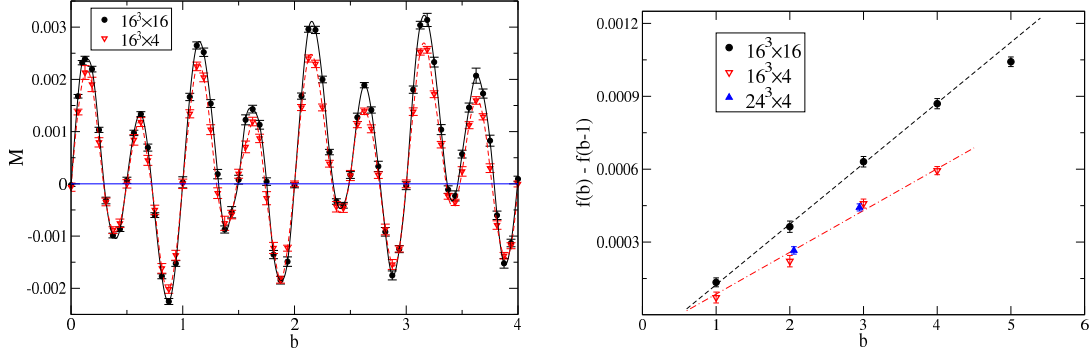 0.003
0.002
0.001
0
-0.001
-0.002
M
16³×16
16³×4
0 1 2 3 4
b
0.0012
0.0009
0.0006
0.0003
f(b) - f(b-1)
16³×16
16³×4
24³×4
0 1 2 3 4 5 6
b